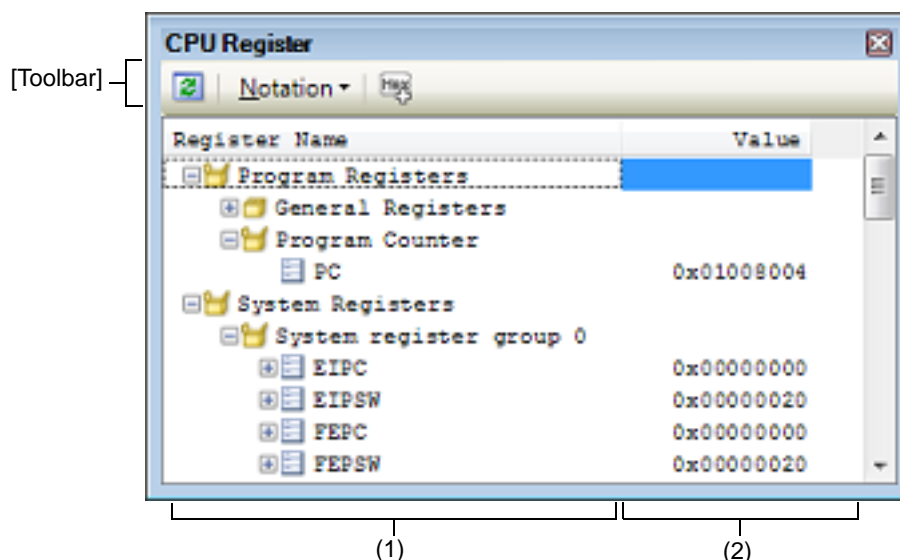 CPU Register
[Toolbar]
Notation
Hex
Register Name Value
Program Registers
General Registers
Program Counter
PC 0x01008004
System Registers
System register group 0
EIPC 0x00000000
EIPSW 0x00000020
FEPC 0x00000000
FEPSW 0x00000020
(1) (2)